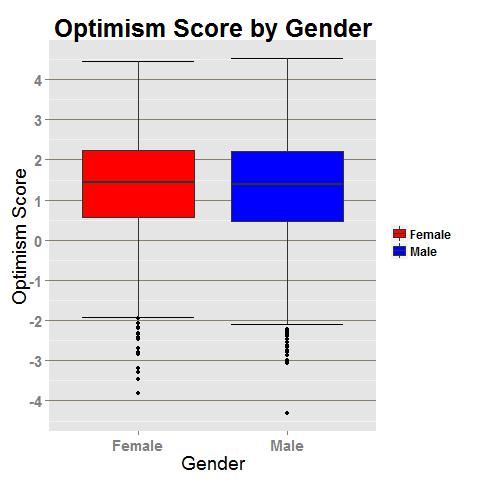 Optimism Score by Gender
Optimism Score
4
3
2
1
0
-1
-2
-3
-4
Female
Male
Gender
Female
Male